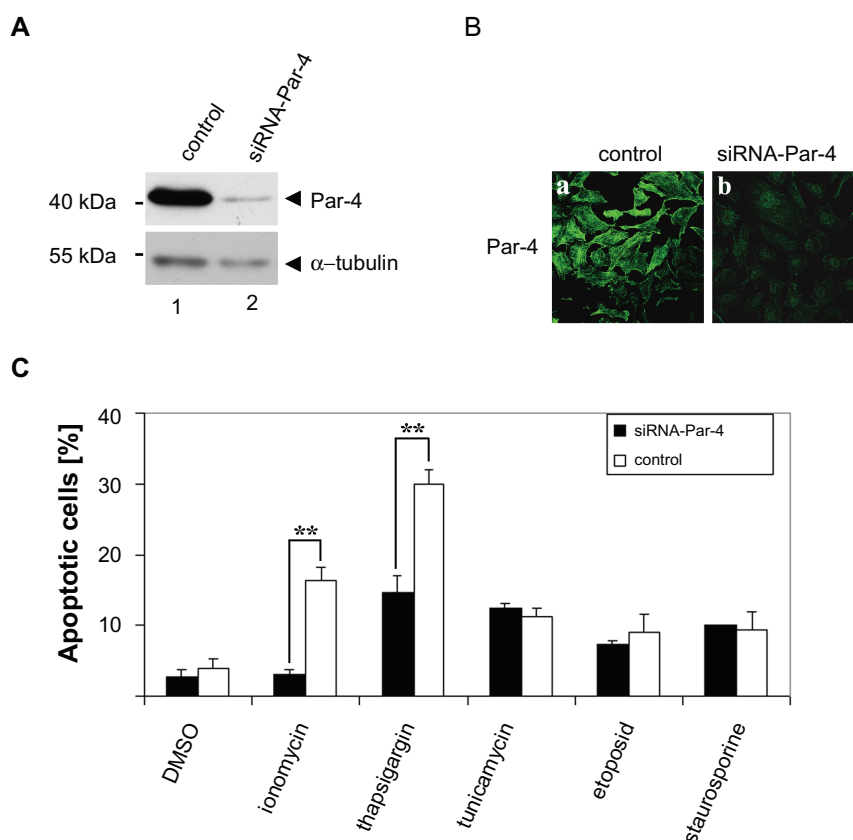 A
control
siRNA-Par-4
40 kDa
Par-4
55 kDa
α–tubulin
1 2
B
control siRNA-Par-4
a b
Par-4
C
Apoptotic cells [%]
40
30
20
10
**
**
siRNA-Par-4
control
DMSO
ionomycin
thapsigargin
tunicamycin
etoposid
staurosporine